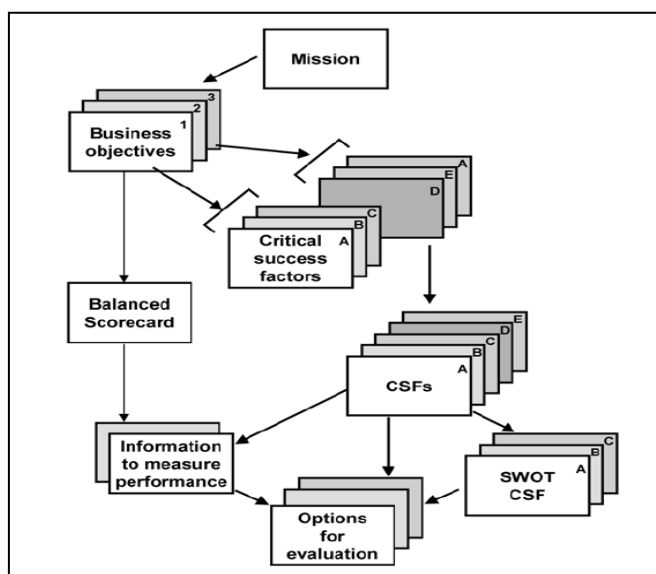 Mission
3
2
1
Business
objectives
A
E
D
C
B
A
Critical
success
factors
Balanced
Scorecard
E
D
C
B
A
CSFs
Information
to measure
performance
C
B
A
SWOT
CSF
Options
for
evaluation